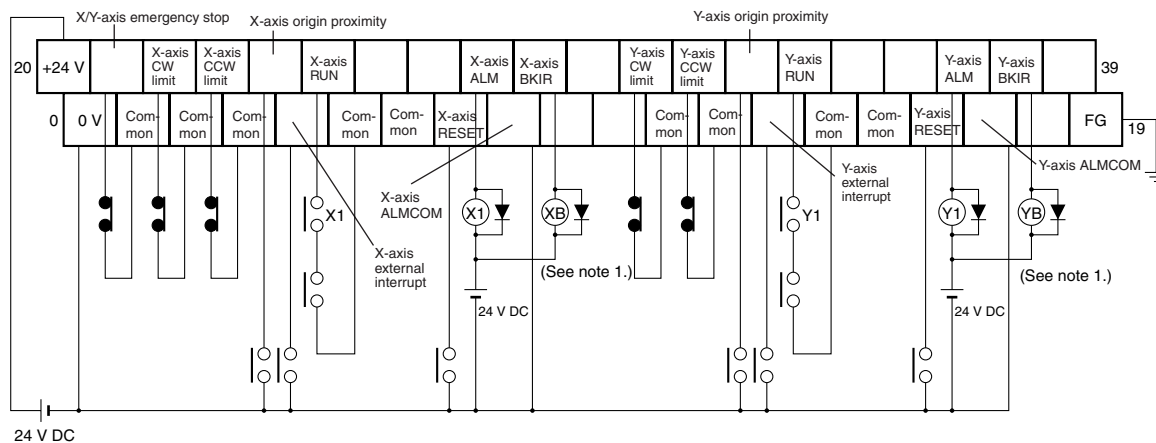 X/Y-axis emergency stop
X-axis origin proximity
Y-axis origin proximity
20
+24 V
X-axis
CW
limit
X-axis
CCW
limit
X-axis
RUN
X-axis
ALM
X-axis
BKIR
Y-axis
CW
limit
Y-axis
CCW
limit
Y-axis
RUN
Y-axis
ALM
Y-axis
BKIR
39
0
0 V
Com-
mon
Com-
mon
Com-
mon
Com-
mon
Com-
mon
X-axis
RESET
Com-
mon
Com-
mon
Com-
mon
Com-
mon
Y-axis
RESET
FG
19
X-axis
ALMCOM
Y-axis
external
interrupt
Y-axis ALMCOM
X1
X1
XB
Y1
Y1
YB
X-axis
external
interrupt
(See note 1.)
(See note 1.)
24 V DC
24 V DC
24 V DC